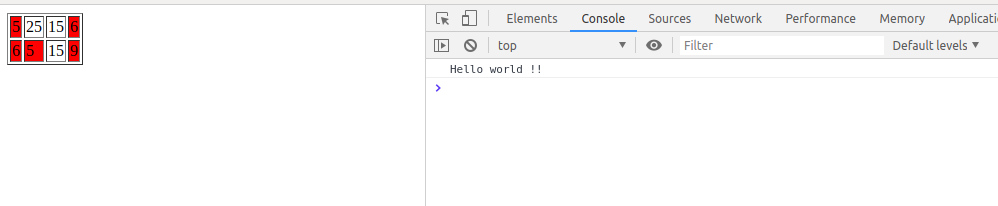 5 25 15 6
6 5 15 9
Elements Console Sources Network Performance Memory Applicati
top Filter Default levels
Hello world !!